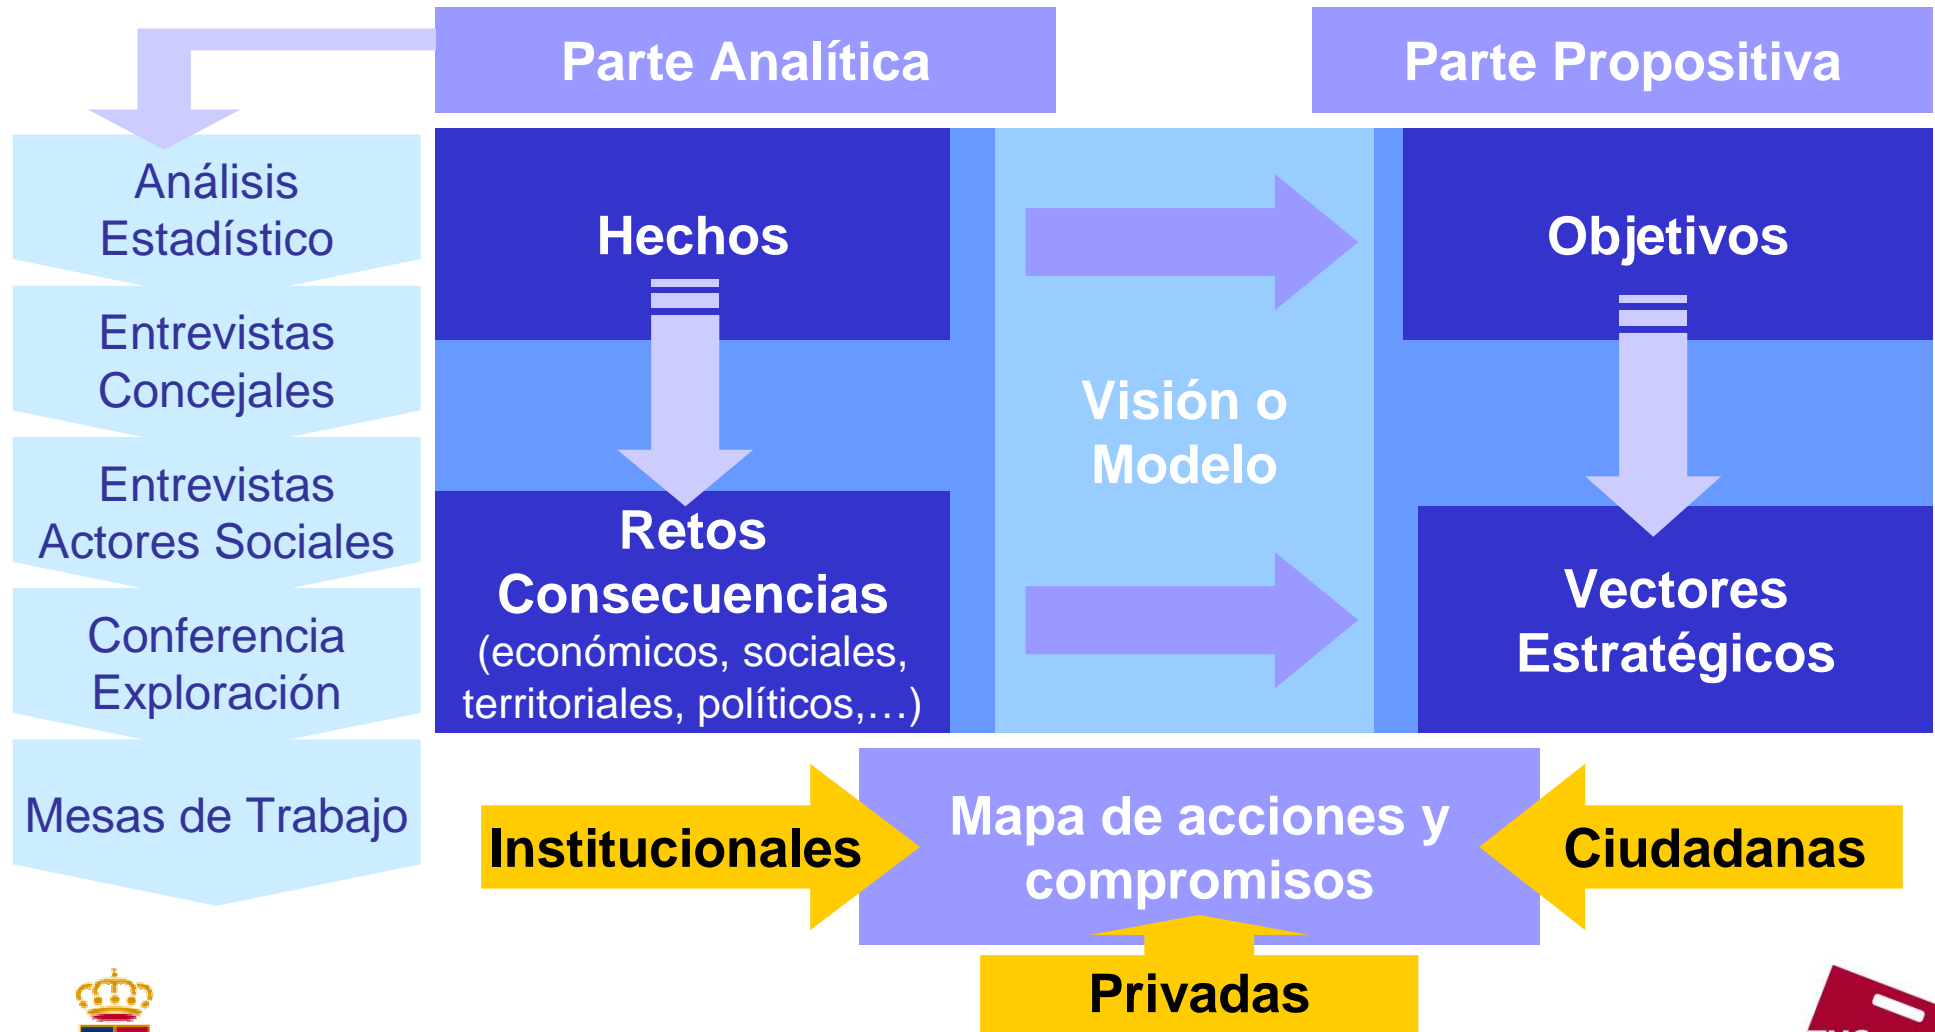 Parte Analítica
Parte Propositiva
Análisis
Estadístico
Entrevistas
Concejales
Entrevistas
Actores Sociales
Conferencia
Exploración
Mesas de Trabajo
Hechos
Retos
Consecuencias
(económicos, sociales,
territoriales, políticos,…)
Visión o
Modelo
Objetivos
Vectores
Estratégicos
Institucionales
Mapa de acciones y
compromisos
Ciudadanas
Privadas